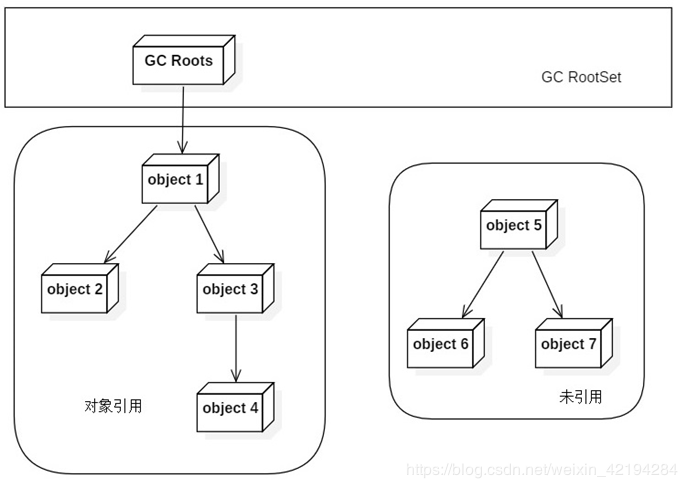 GC Roots
GC RootSet
object 1
object 2
object 3
object 4
对象引用
object 5
object 6
object 7
未引用
https://blog.csdn.net/weixin_42194284